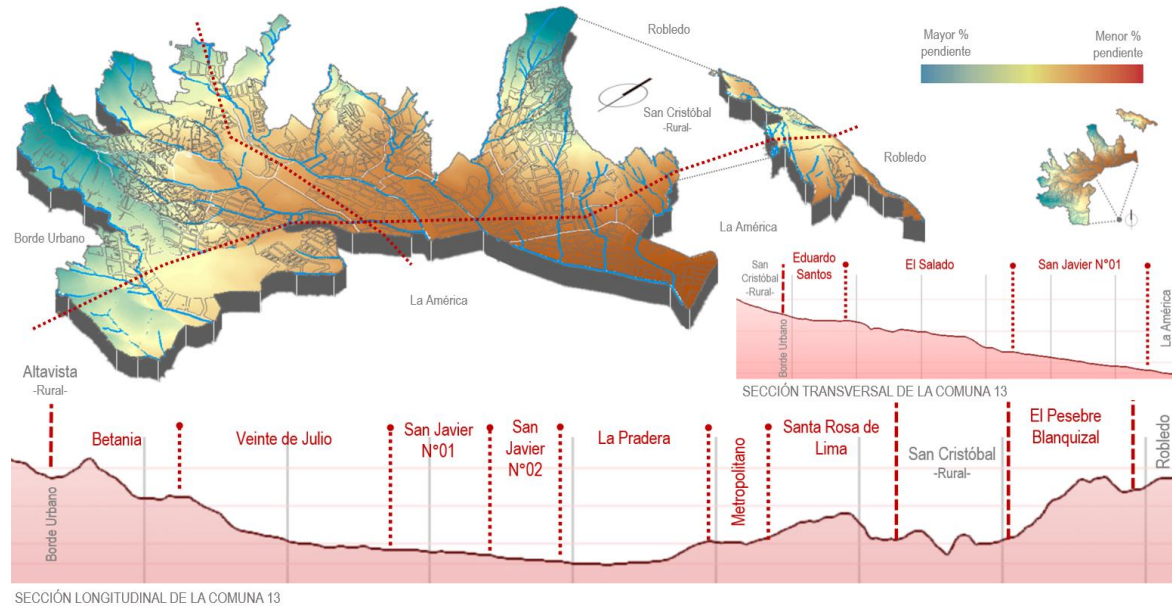 Robledo
Mayor %
pendiente
Menor %
pendiente
San Cristóbal
-Rural-
Robledo
La América
Borde Urbano
La América
San
Cristóbal
-Rural-
Eduardo
Santos
El Salado
San Javier N°01
Borde Urbano
La América
SECCIÓN TRANSVERSAL DE LA COMUNA 13
Altavista
-Rural-
Betania
Veinte de Julio
San Javier
N°01
San
Javier
N°02
La Pradera
Metropolitano
Santa Rosa de
Lima
San Cristóbal
-Rural-
El Pesebre
Blanquizal
Robledo
Borde Urbano
SECCIÓN LONGITUDINAL DE LA COMUNA 13